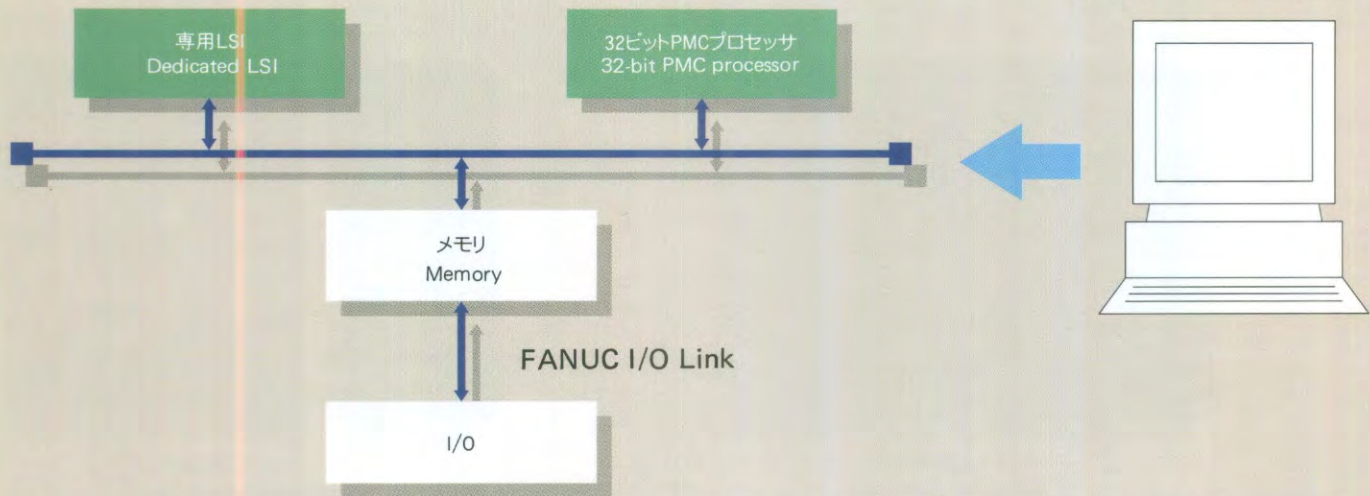 専用LSI
Dedicated LSI
32ビットPMCプロセッサ
32-bit PMC processor
メモリ
Memory
FANUC I/O Link
I/O